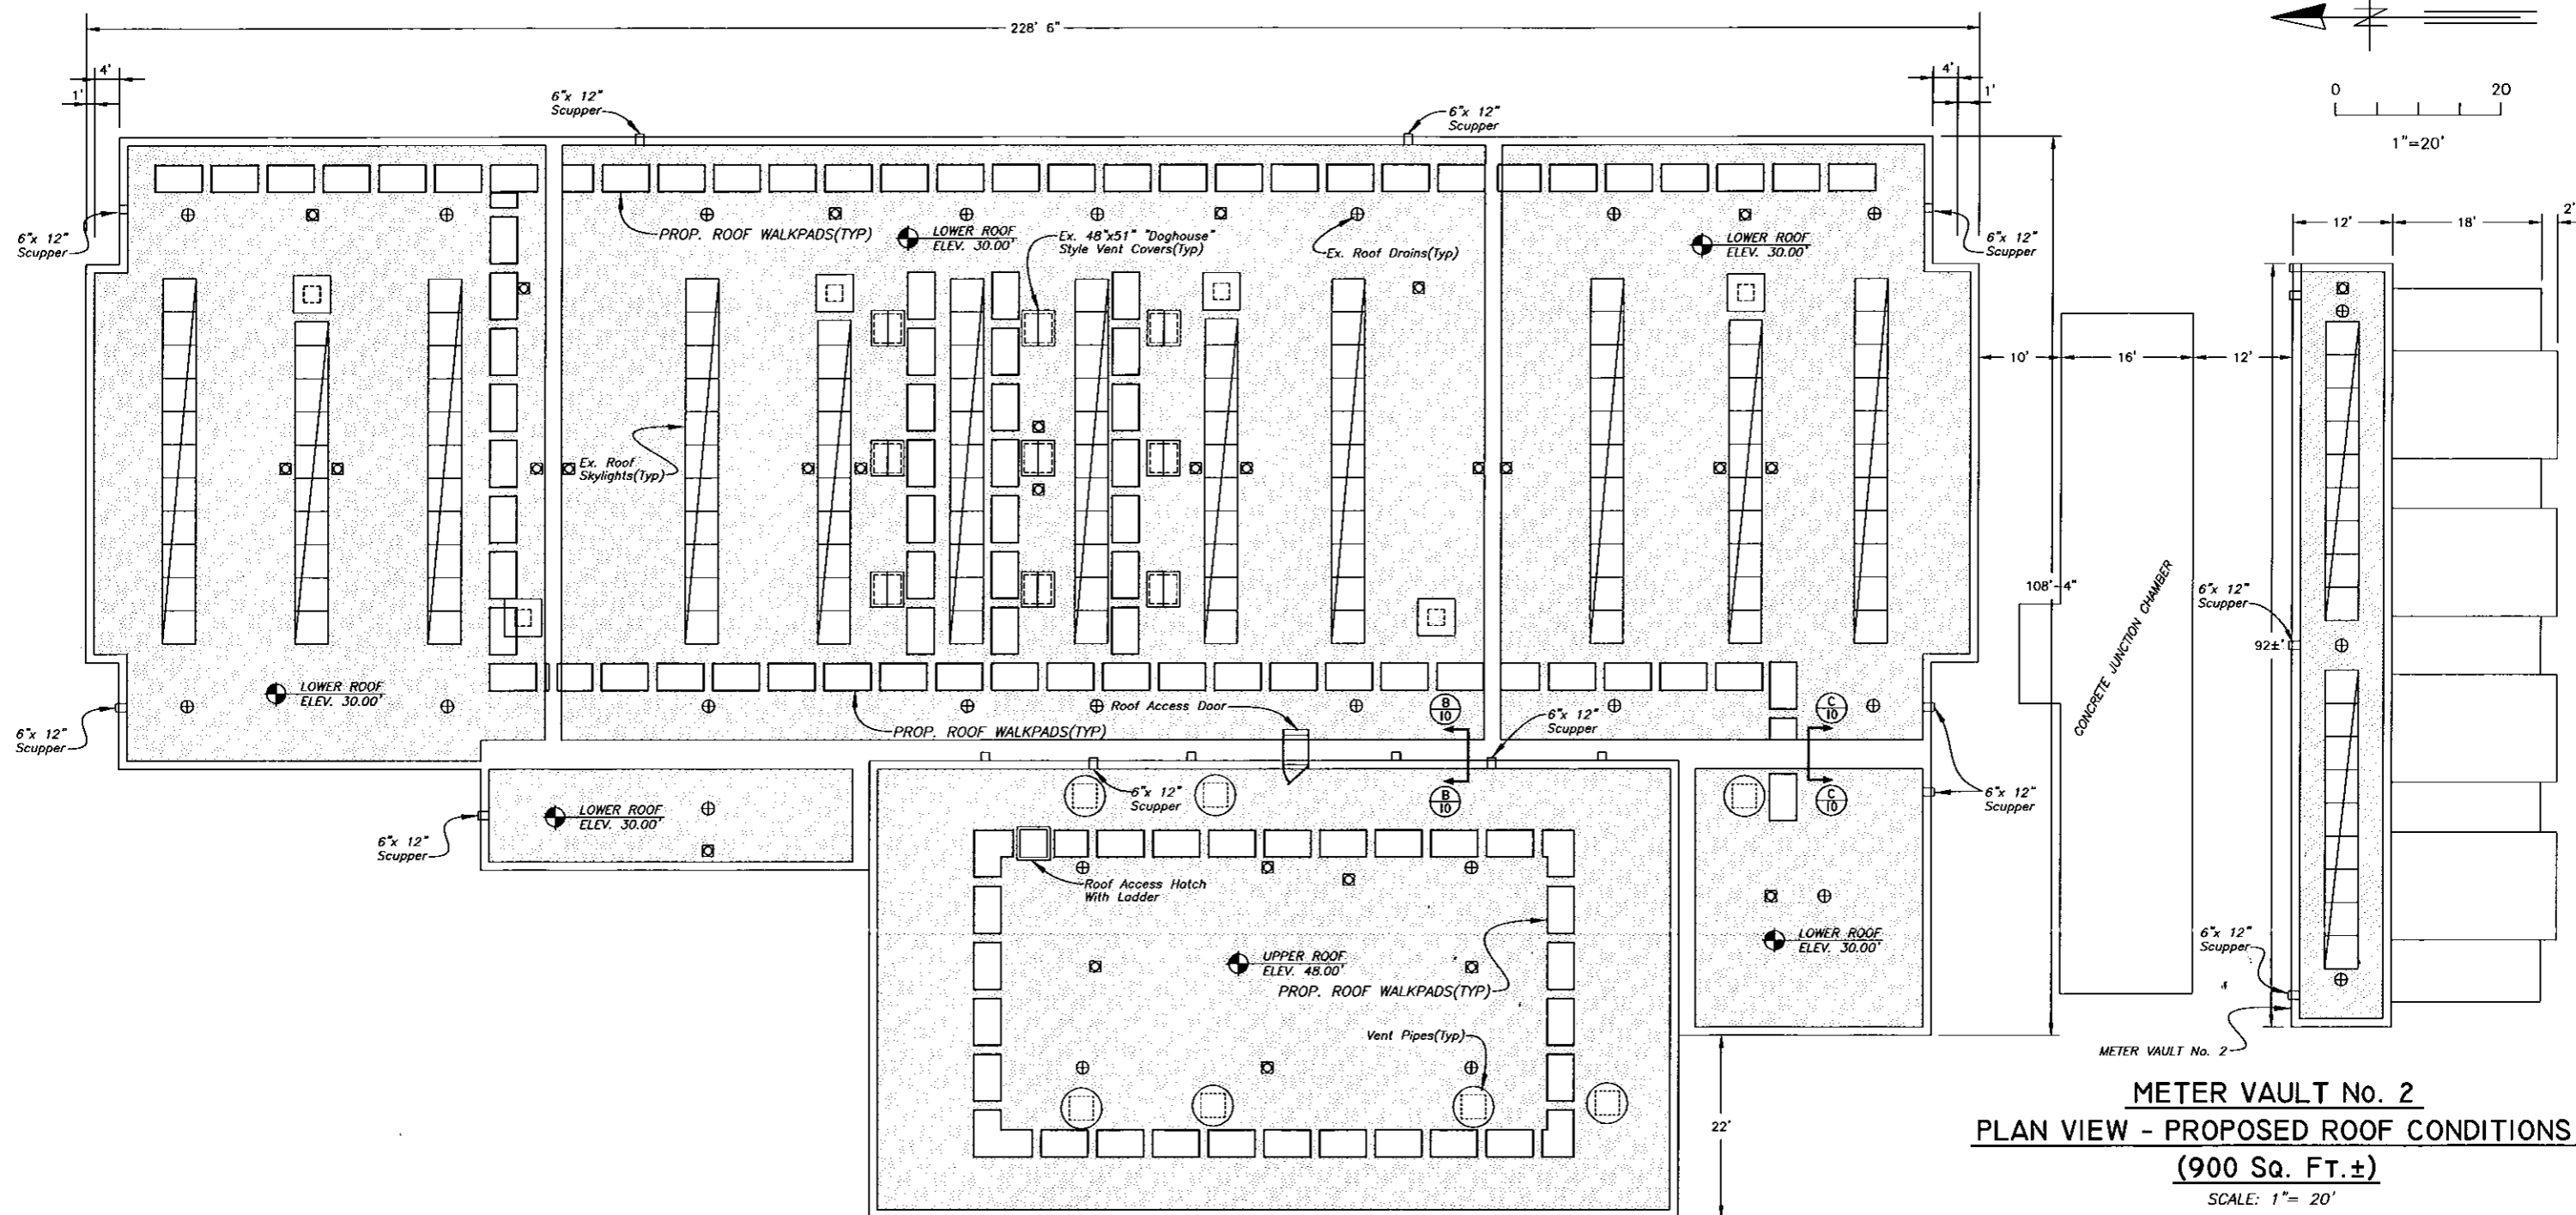 228' 6"
N
4'
1'
4'
1'
0 20
1"=20'
6"x 12"
Scupper
6"x 12"
Scupper
6"x 12"
Scupper
PROP. ROOF WALKPADS(TYP)
LOWER ROOF
ELEV. 30.00'
Ex. 48"x51" "Doghouse"
Style Vent Covers(Typ)
Ex. Roof Drains(Typ)
LOWER ROOF
ELEV. 30.00'
6"x 12"
Scupper
12'
18'
2'
10'
16'
12'
Ex. Roof
Skylights(Typ)
108'-4"
CONCRETE JUNCTION CHAMBER
6"x 12"
Scupper
92±'
LOWER ROOF
ELEV. 30.00'
6"x 12"
Scupper
PROP. ROOF WALKPADS(TYP)
Roof Access Door
B
10
6"x 12"
Scupper
C
10
6"x 12"
Scupper
B
10
C
10
6"x 12"
Scupper
LOWER ROOF
ELEV. 30.00'
6"x 12"
Scupper
Roof Access Hatch
With Ladder
UPPER ROOF
ELEV. 48.00'
PROP. ROOF WALKPADS(TYP)
LOWER ROOF
ELEV. 30.00'
6"x 12"
Scupper
Vent Pipes(Typ)
METER VAULT No. 2
22'
METER VAULT No. 2
PLAN VIEW - PROPOSED ROOF CONDITIONS
(900 SQ. FT.±)
SCALE: 1"= 20'